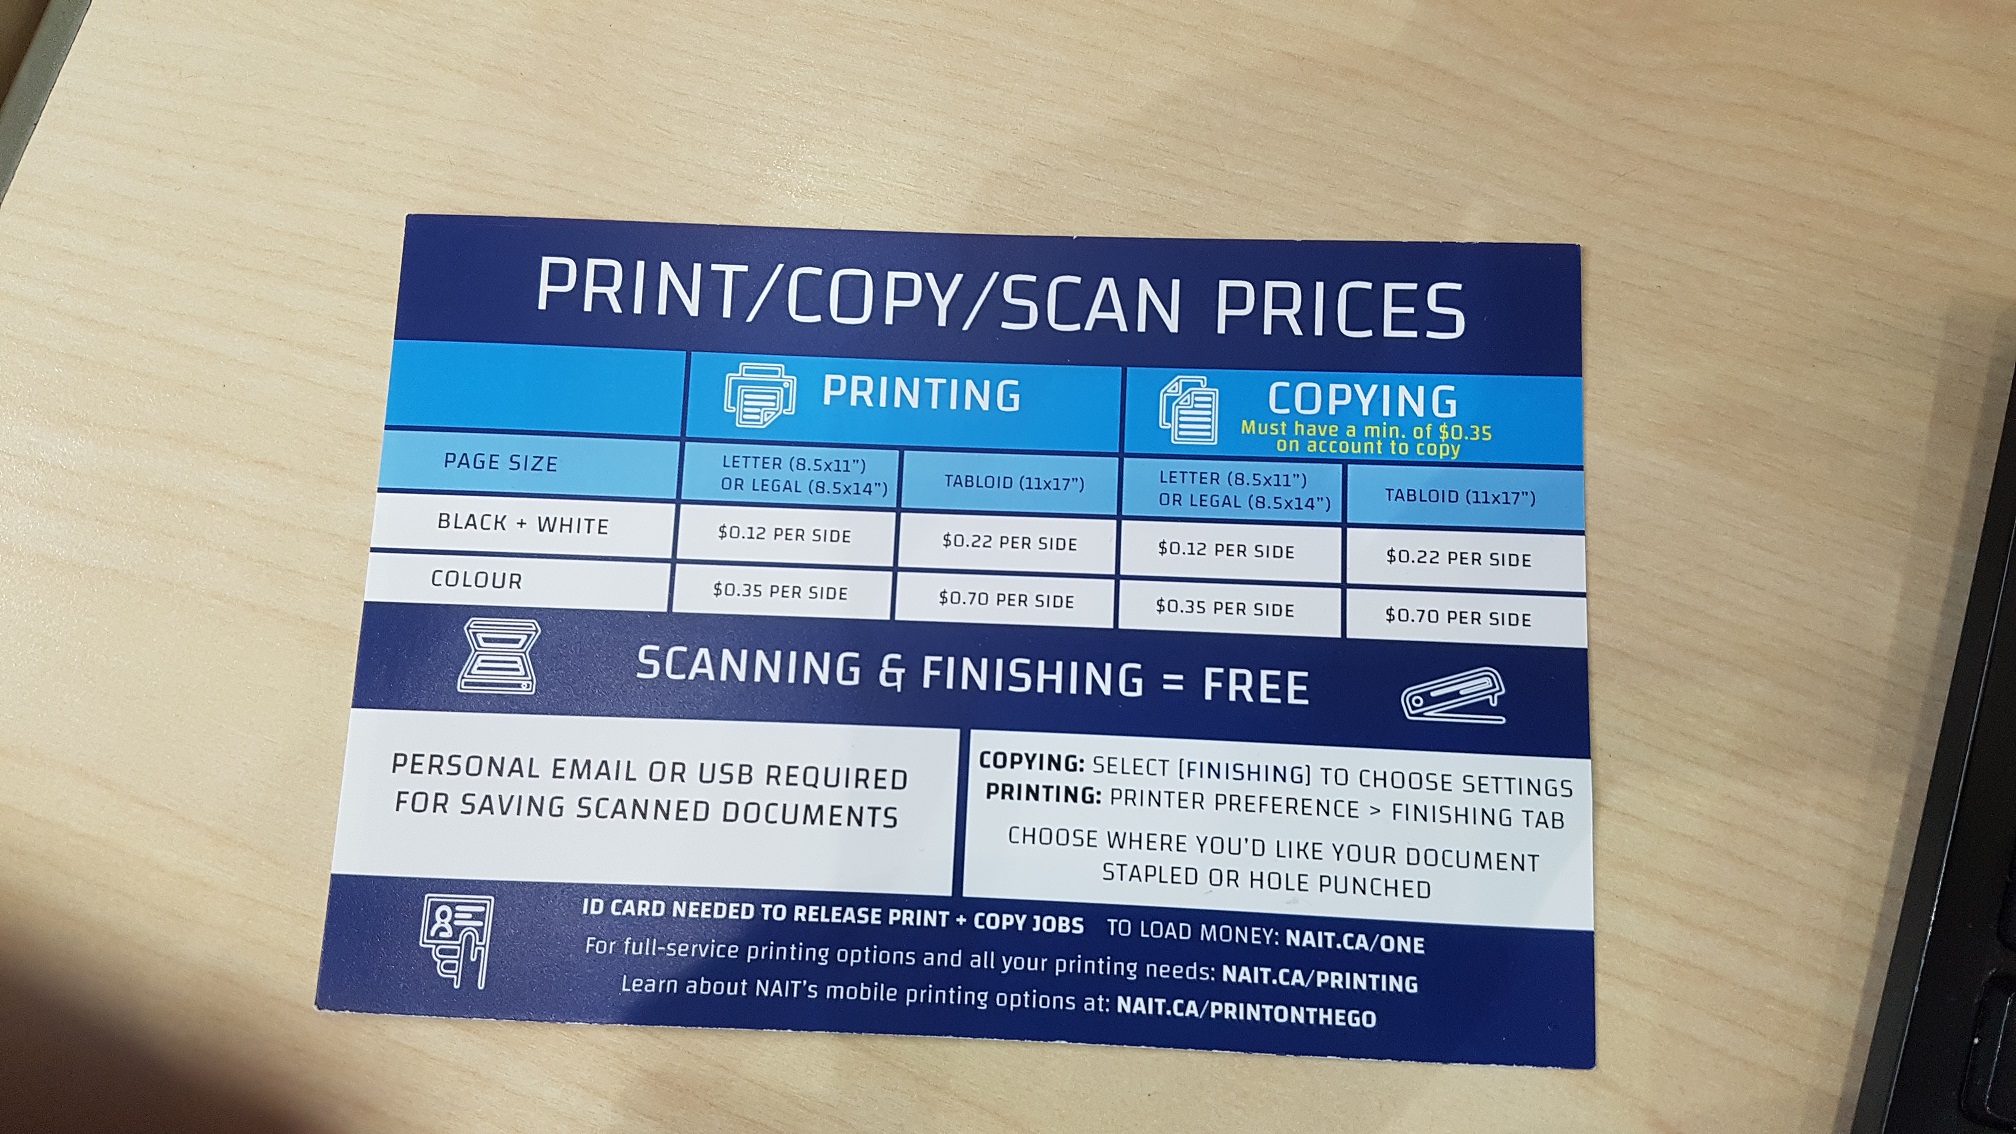 PRINT/COPY/SCAN PRICES
PRINTING
COPYING
Must have a min. of $0.35
on account to copy
PAGE SIZE
LETTER (8.5x11")
OR LEGAL (8.5x14")
TABLOID (11x17")
LETTER (8.5x11")
OR LEGAL (8.5x14")
TABLOID (11x17")
BLACK + WHITE
$0.12 PER SIDE
$0.22 PER SIDE
$0.12 PER SIDE
$0.22 PER SIDE
COLOUR
$0.35 PER SIDE
$0.70 PER SIDE
$0.35 PER SIDE
$0.70 PER SIDE
SCANNING & FINISHING = FREE
PERSONAL EMAIL OR USB REQUIRED
FOR SAVING SCANNED DOCUMENTS
COPYING: SELECT [FINISHING] TO CHOOSE SETTINGS
PRINTING: PRINTER PREFERENCE > FINISHING TAB
CHOOSE WHERE YOU'D LIKE YOUR DOCUMENT
STAPLED OR HOLE PUNCHED
ID CARD NEEDED TO RELEASE PRINT + COPY JOBS TO LOAD MONEY: NAIT.CA/ONE
For full-service printing options and all your printing needs: NAIT.CA/PRINTING
Learn about NAIT's mobile printing options at: NAIT.CA/PRINTONTHEGO